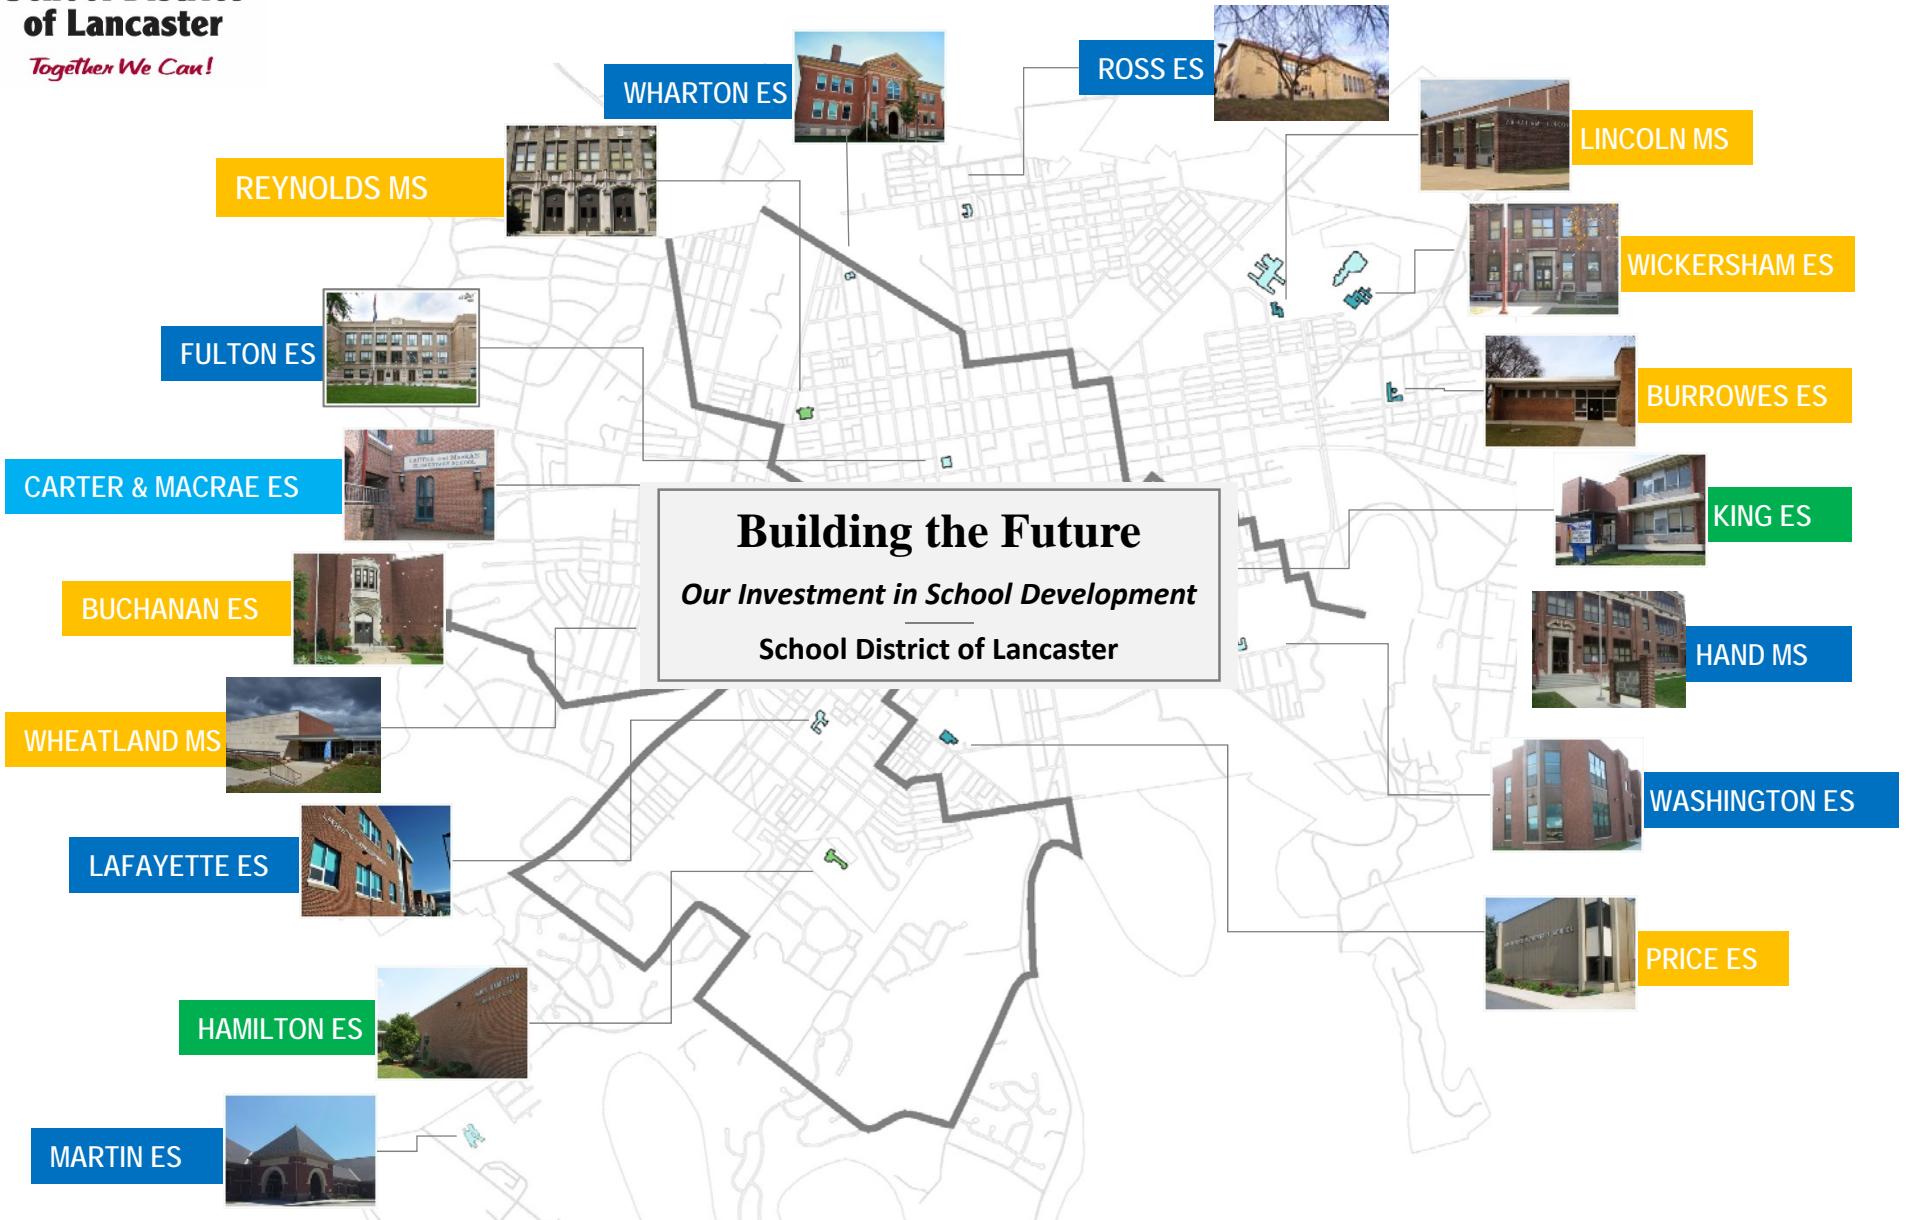 of Lancaster
Together We Can!
WHARTON ES
ROSS ES
LINCOLN MS
REYNOLDS MS
WICKERSHAM ES
FULTON ES
BURROWES ES
CARTER & MACRAE ES
KING ES
Building the Future
Our Investment in School Development
School District of Lancaster
BUCHANAN ES
HAND MS
WHEATLAND MS
WASHINGTON ES
LAFAYETTE ES
PRICE ES
HAMILTON ES
MARTIN ES